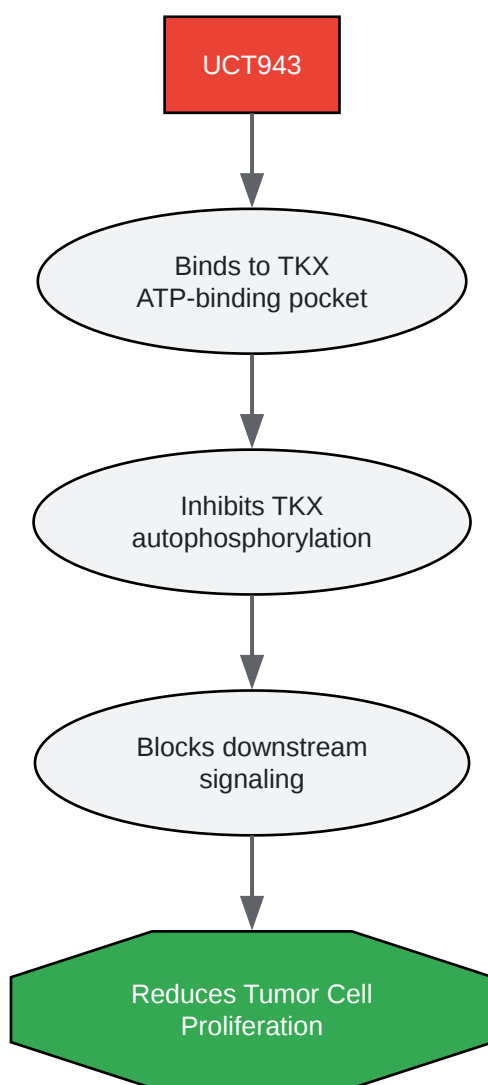 UCT943
Binds to TKX
ATP-binding pocket
Inhibits TKX
autophosphorylation
Blocks downstream
signaling
Reduces Tumor Cell
Proliferation